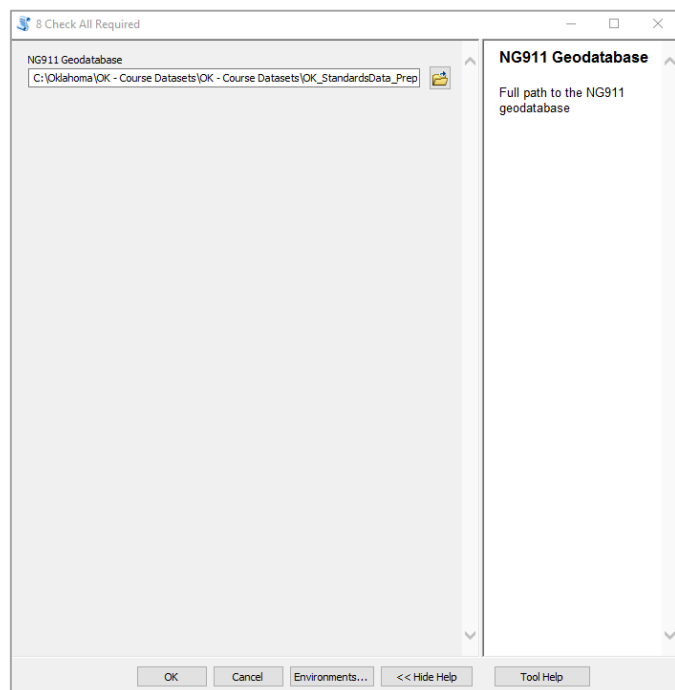 8 Check All Required
NG911 Geodatabase
C:\Oklahoma\OK - Course Datasets\OK - Course Datasets\OK_StandardsData_Prep
NG911 Geodatabase
Full path to the NG911
geodatabase
OK
Cancel
Environments...
<< Hide Help
Tool Help